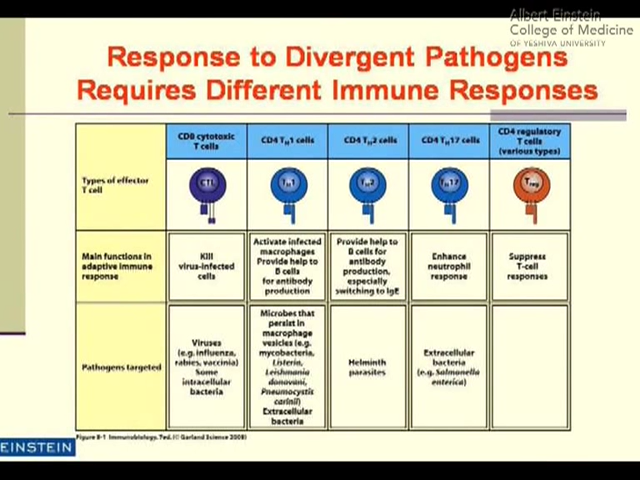 Albert Einstein
College of Medicine
OF YESHIVA UNIVERSITY
Response to Divergent Pathogens
Requires Different Immune Responses
CD8 cytotoxic
T cells
CD4 TH1 cells
CD4 TH2 cells
CD4 TH17 cells
CD4 regulatory
T cells
(various types)
Types of effector
T cell
CTL
TH1
TH2
TH17
Treg
Main functions in
adaptive immune
response
Kill
virus-infected
cells
Activate infected
macrophages
Provide help to
B cells
for antibody
production
Provide help to
B cells for
antibody
production,
especially
switching to IgE
Enhance
neutrophil
response
Suppress
T-cell
responses
Pathogens targeted
Viruses
(e.g. influenza,
rabies, vaccinia)
Some
intracellular
bacteria
Microbes that
persist in
macrophage
vesicles (e.g.
mycobacteria,
Listeria,
Leishmania
donovani,
Pneumocystis
carinii)
Extracellular
bacteria
Helminth
parasites
Extracellular
bacteria
(e.g. Salmonella
enterica)
Figure 8-1 Immunobiology, 7ed. (© Garland Science 2008)
EINSTEIN